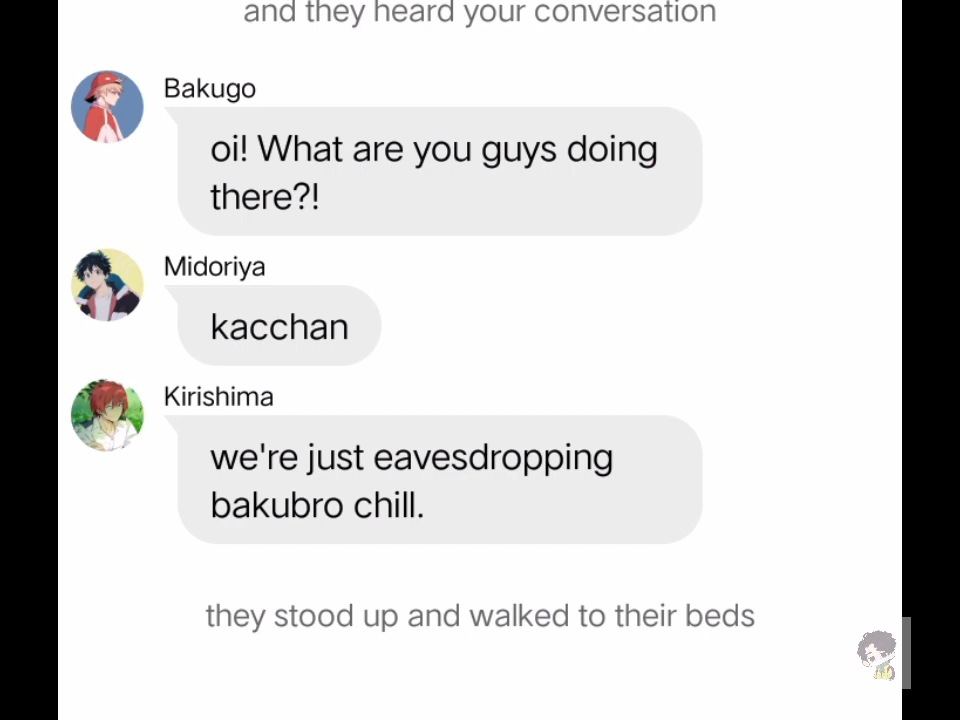 and they heard your conversation
Bakugo
oi! What are you guys doing
there?!
Midoriya
kacchan
Kirishima
we're just eavesdropping
bakubro chill.
they stood up and walked to their beds